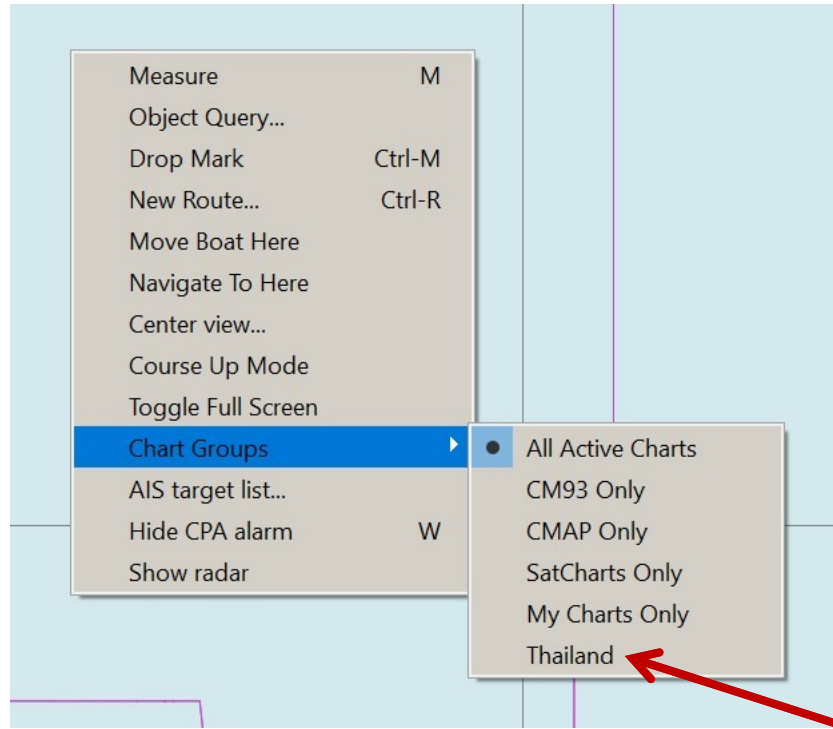 Measure M
Object Query...
Drop Mark Ctrl-M
New Route... Ctrl-R
Move Boat Here
Navigate To Here
Center view...
Course Up Mode
Toggle Full Screen
Chart Groups
AIS target list...
Hide CPA alarm W
Show radar
All Active Charts
CM93 Only
CMAP Only
SatCharts Only
My Charts Only
Thailand